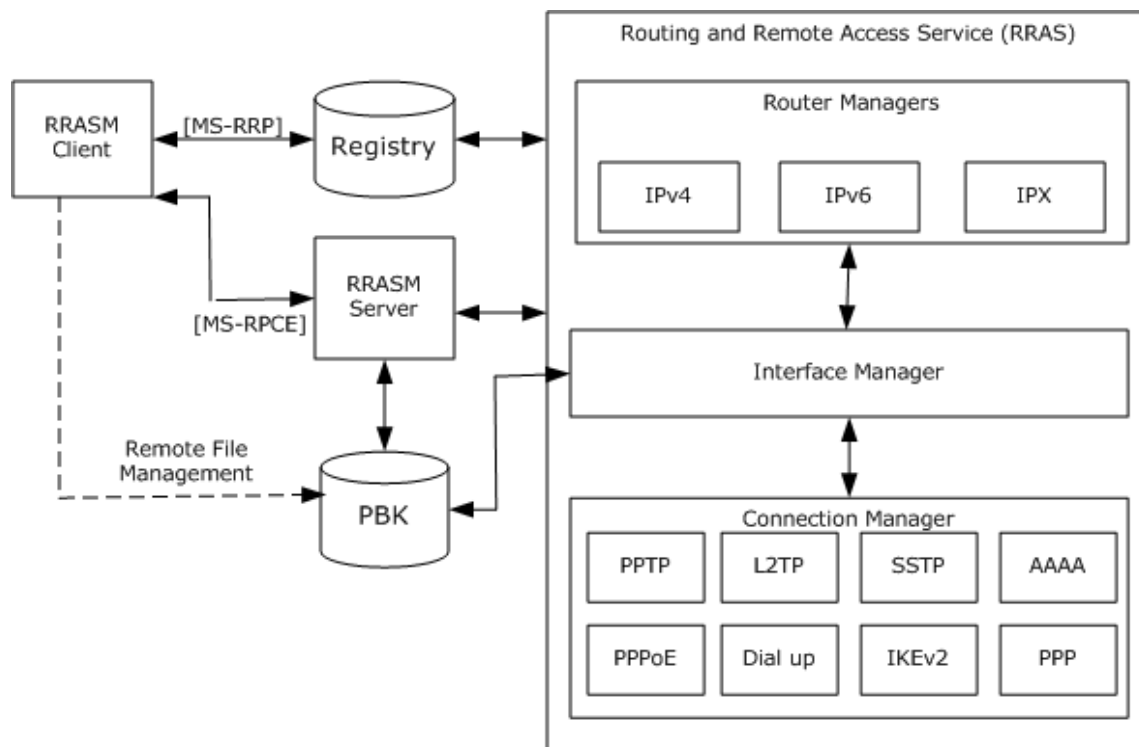 Routing and Remote Access Service (RRAS)
Router Managers
RRASM
Client
[MS-RRP]
Registry
IPv4
IPv6
IPX
RRASM
Server
[MS-RPCE]
Interface Manager
Remote File
Management
PBK
Connection Manager
PPTP
L2TP
SSTP
AAAA
PPPoE
Dial up
IKEv2
PPP